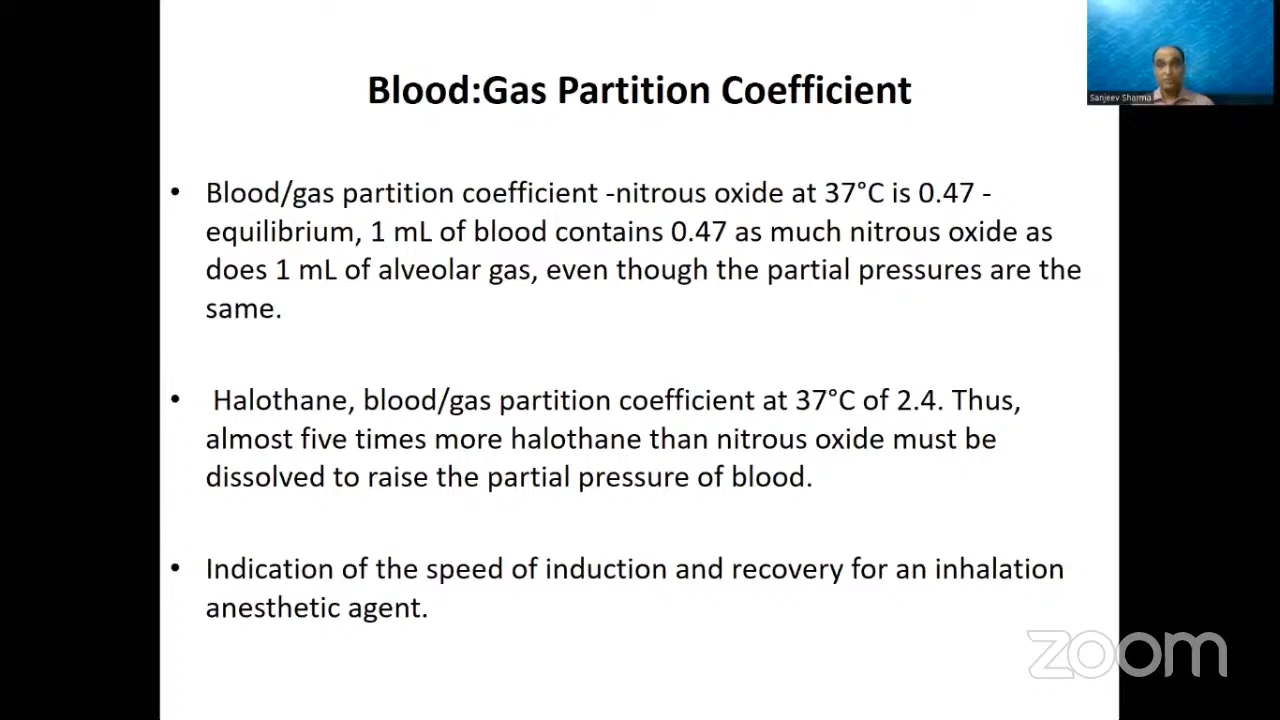 Blood:Gas Partition Coefficient
Sanjeev Sharma
• Blood/gas partition coefficient -nitrous oxide at 37°C is 0.47 -
equilibrium, 1 mL of blood contains 0.47 as much nitrous oxide as
does 1 mL of alveolar gas, even though the partial pressures are the
same.
• Halothane, blood/gas partition coefficient at 37°C of 2.4. Thus,
almost five times more halothane than nitrous oxide must be
dissolved to raise the partial pressure of blood.
• Indication of the speed of induction and recovery for an inhalation
anesthetic agent.
zoom